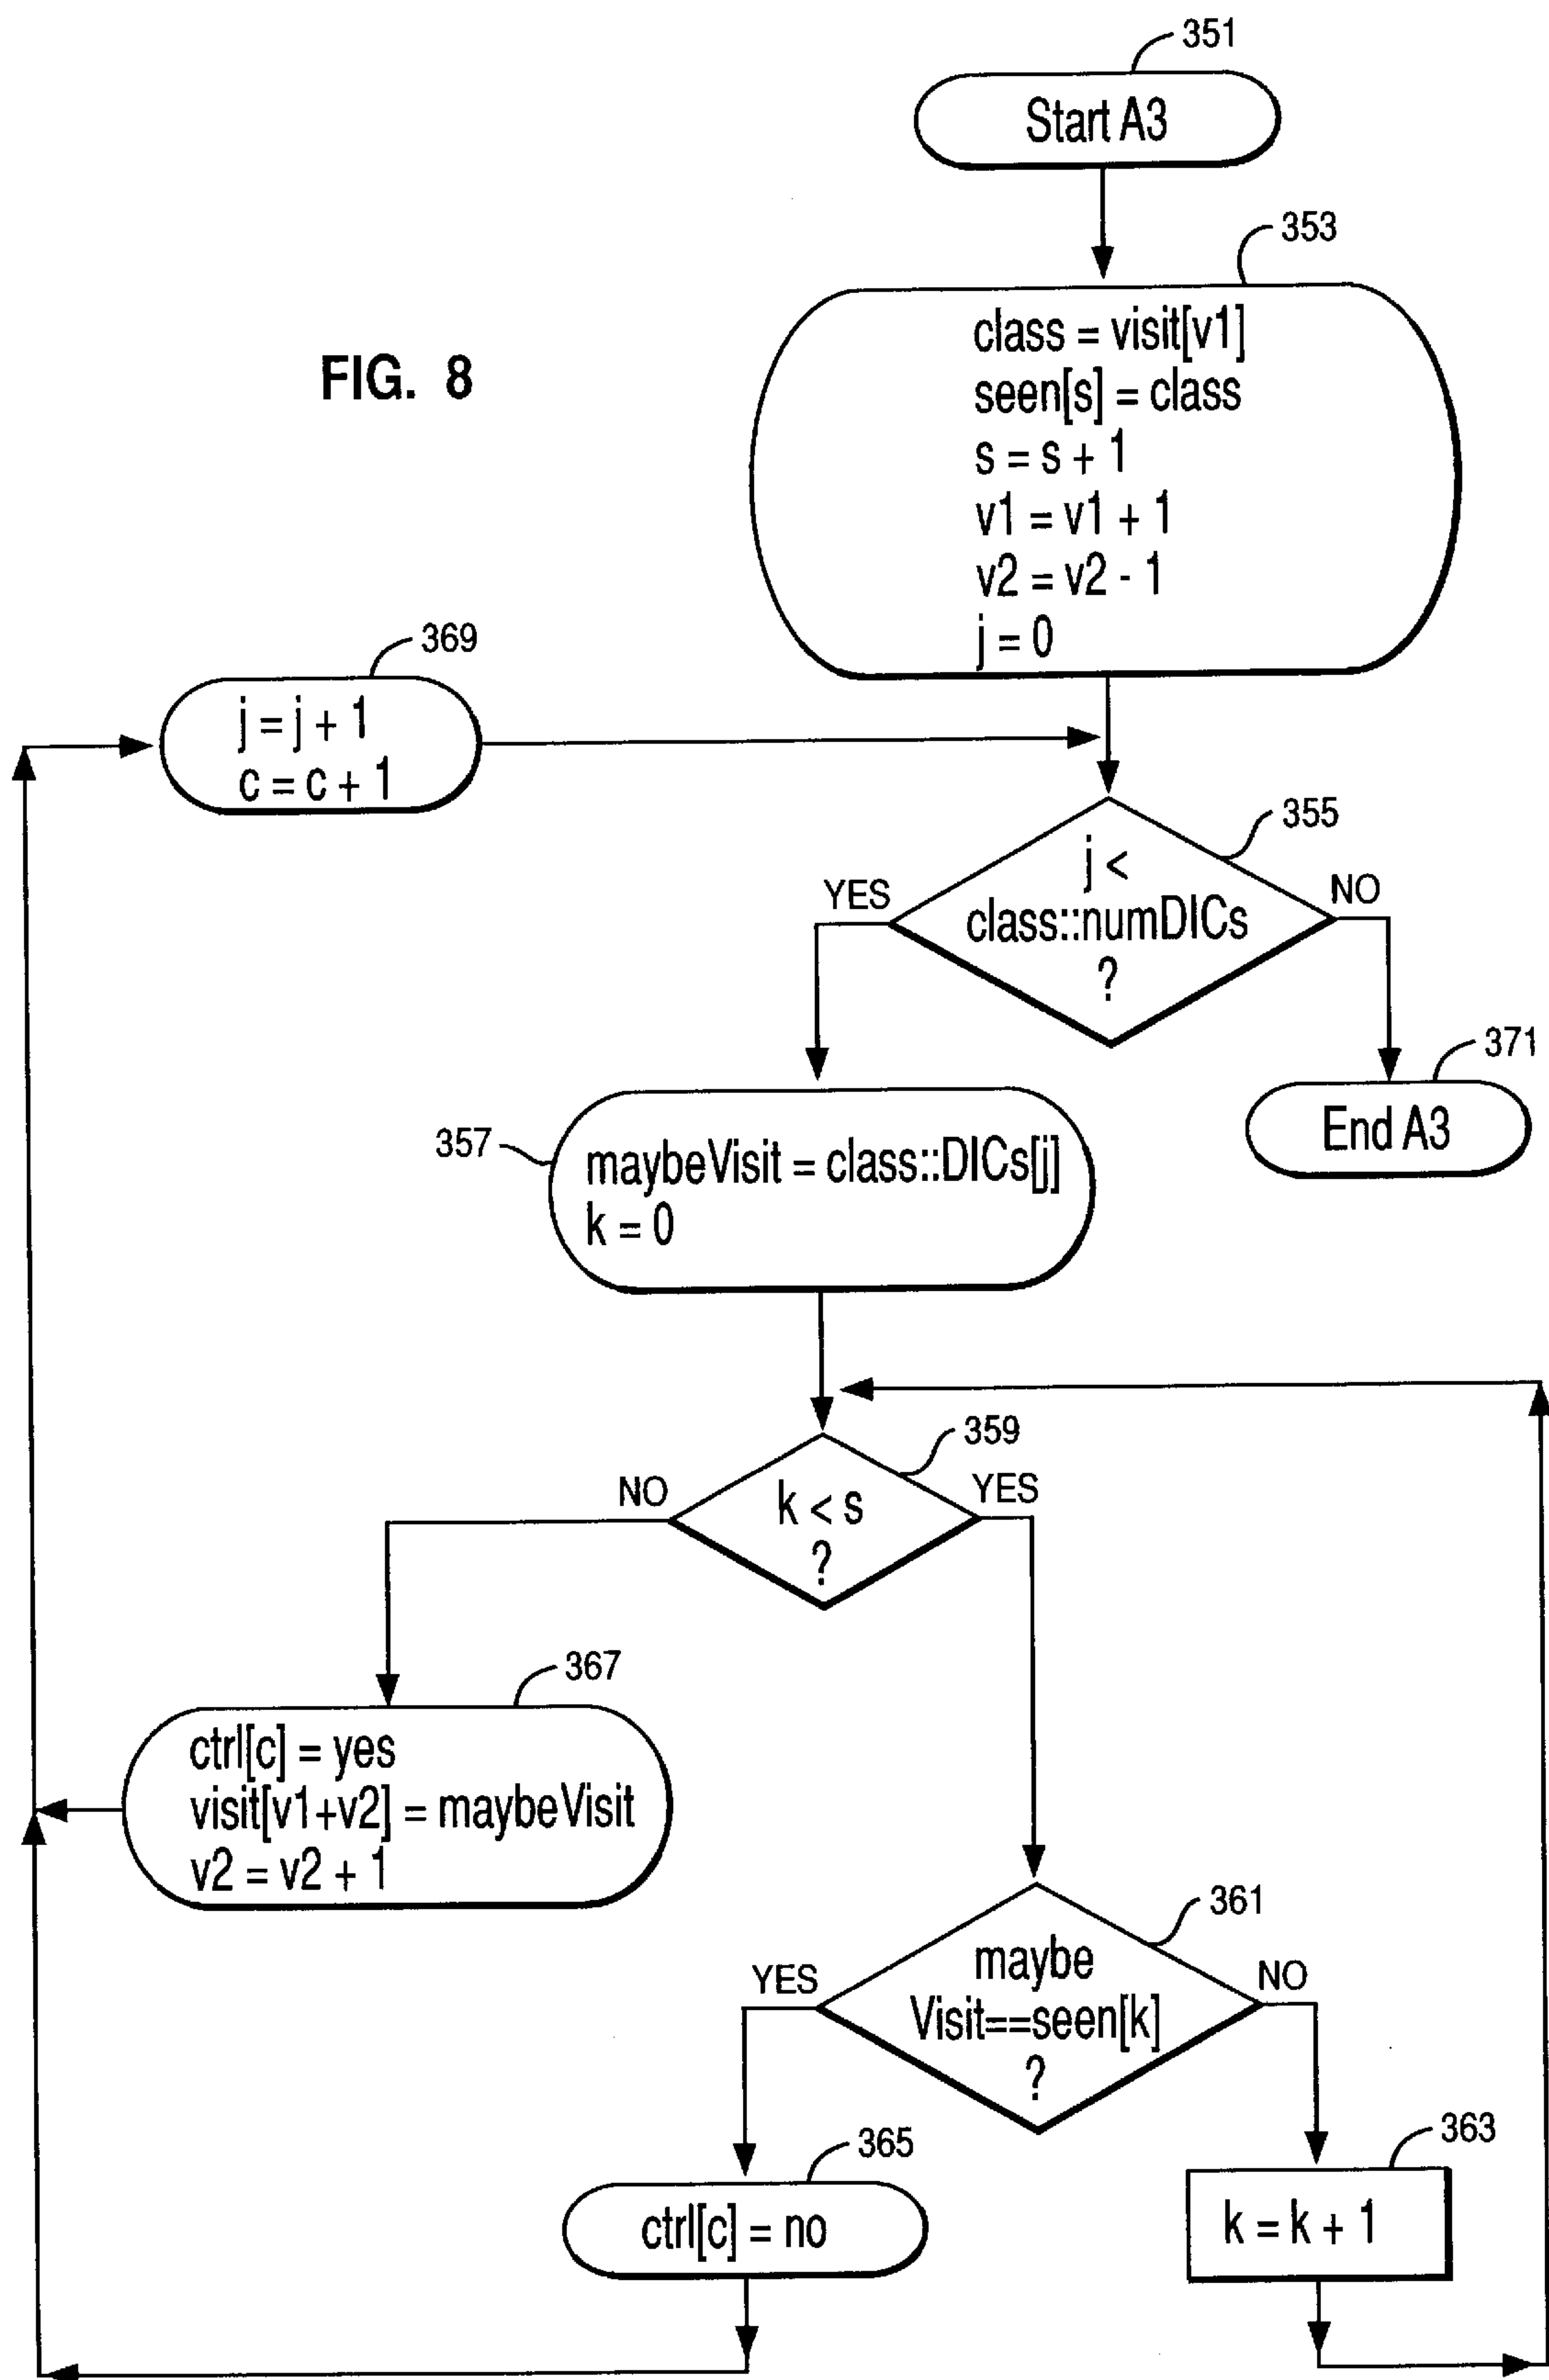 351
Start A3
353
FIG. 8
class = visit[v1]
seen[s] = class
s = s + 1
v1 = v1 + 1
v2 = v2 - 1
j = 0
369
j = j + 1
c = c + 1
355
j <
class::numDICs
?
YES
NO
371
End A3
357
maybeVisit = class::DICs[j]
k = 0
359
k < s
?
NO
YES
367
ctrl[c] = yes
visit[v1+v2] = maybeVisit
v2 = v2 + 1
361
maybe
Visit==seen[k]
?
YES
NO
365
ctrl[c] = no
363
k = k + 1